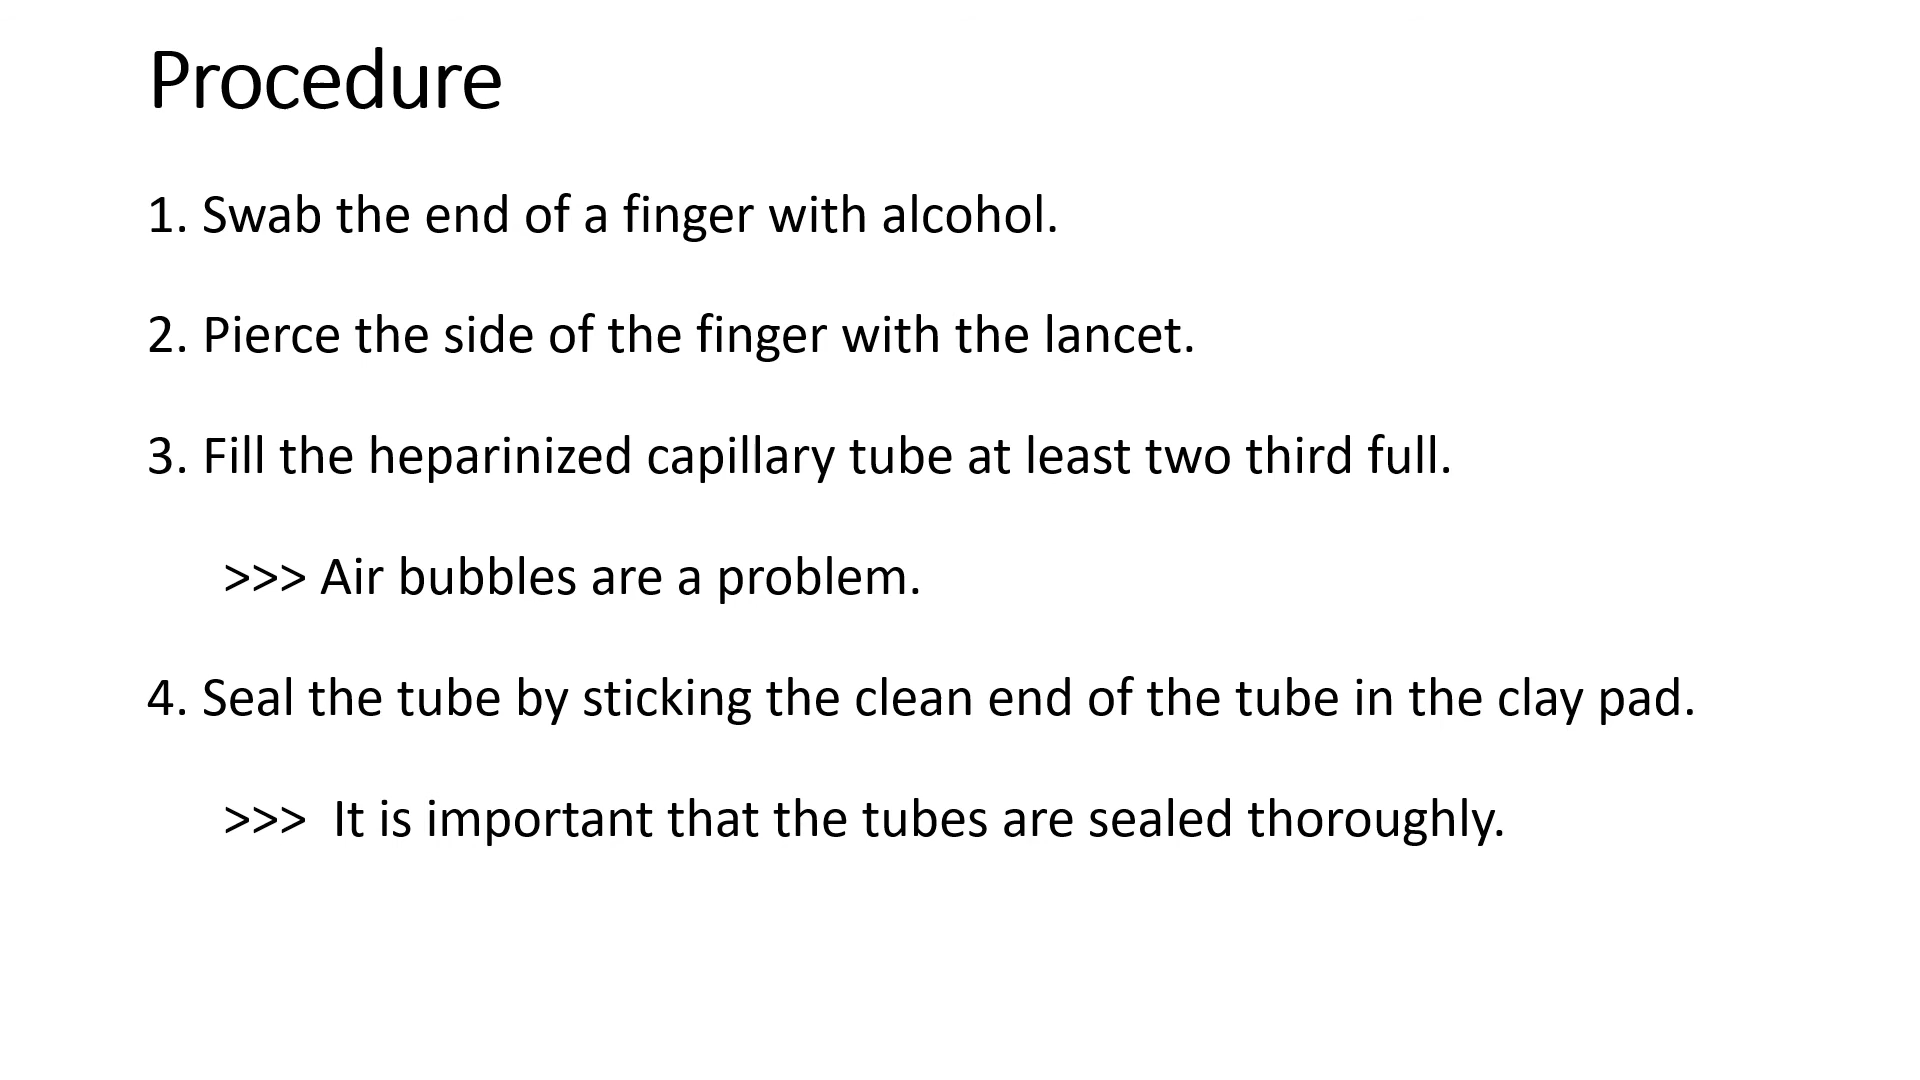 Procedure
1. Swab the end of a finger with alcohol.
2. Pierce the side of the finger with the lancet.
3. Fill the heparinized capillary tube at least two third full.
>>> Air bubbles are a problem.
4. Seal the tube by sticking the clean end of the tube in the clay pad.
>>> It is important that the tubes are sealed thoroughly.